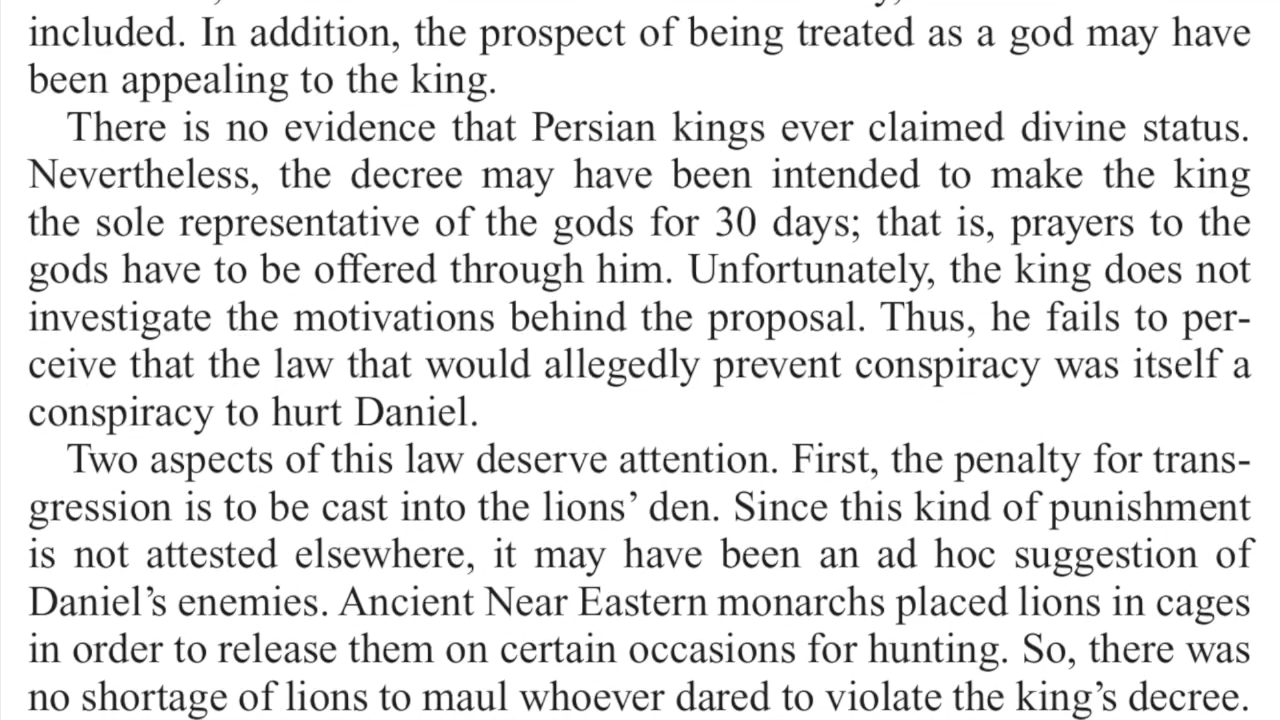 included. In addition, the prospect of being treated as a god may have
been appealing to the king.
There is no evidence that Persian kings ever claimed divine status.
Nevertheless, the decree may have been intended to make the king
the sole representative of the gods for 30 days; that is, prayers to the
gods have to be offered through him. Unfortunately, the king does not
investigate the motivations behind the proposal. Thus, he fails to per-
ceive that the law that would allegedly prevent conspiracy was itself a
conspiracy to hurt Daniel.
Two aspects of this law deserve attention. First, the penalty for trans-
gression is to be cast into the lions’ den. Since this kind of punishment
is not attested elsewhere, it may have been an ad hoc suggestion of
Daniel’s enemies. Ancient Near Eastern monarchs placed lions in cages
in order to release them on certain occasions for hunting. So, there was
no shortage of lions to maul whoever dared to violate the king’s decree.